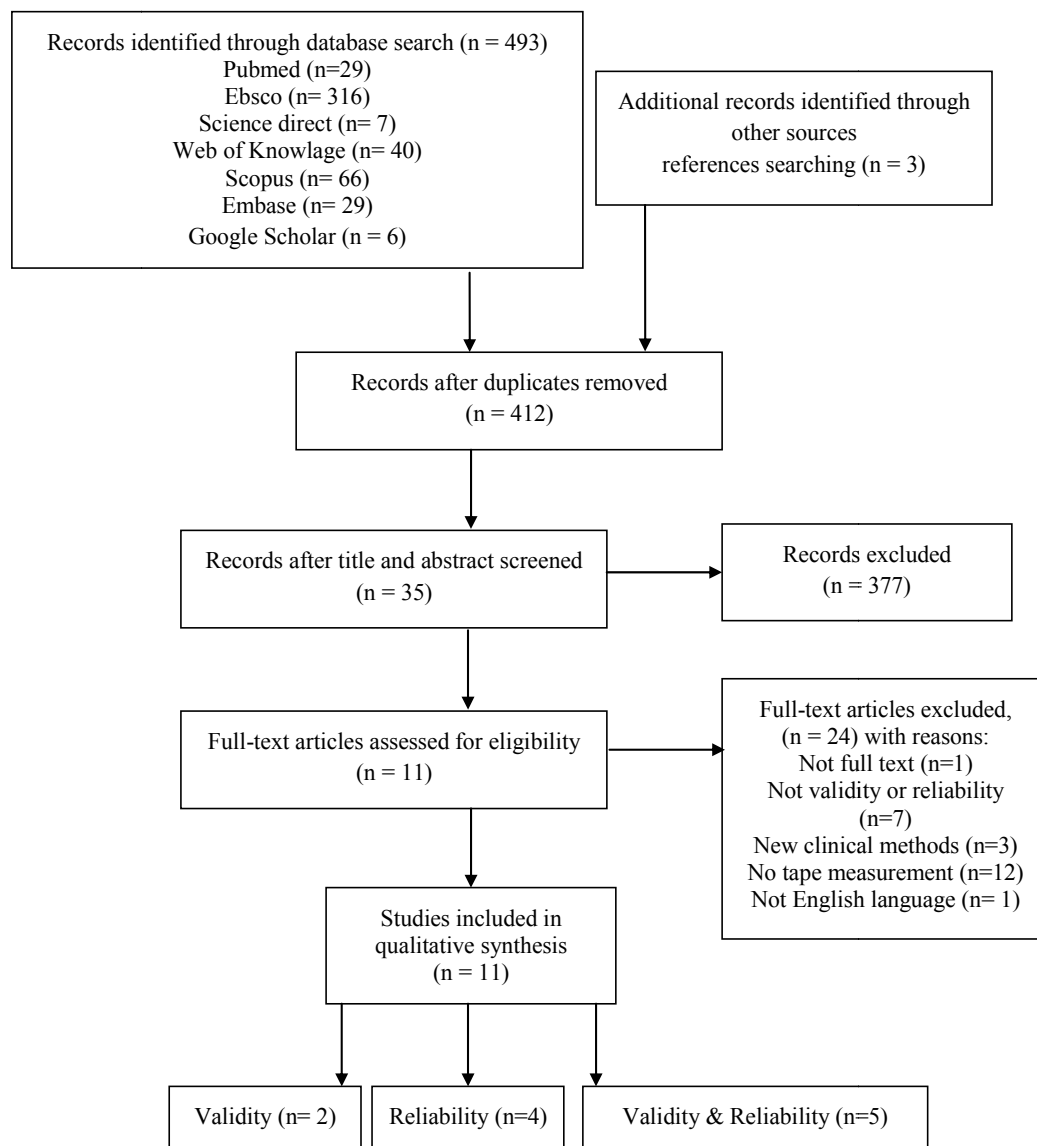 Records identified through database search (n = 493)
Pubmed (n=29)
Ebsco (n= 316)
Science direct (n= 7)
Web of Knowlage (n= 40)
Scopus (n= 66)
Embase (n= 29)
Google Scholar (n = 6)
Additional records identified through
other sources
references searching (n = 3)
Records after duplicates removed
(n = 412)
Records after title and abstract screened
(n = 35)
Records excluded
(n = 377)
Full-text articles assessed for eligibility
(n = 11)
Full-text articles excluded,
(n = 24) with reasons:
Not full text (n=1)
Not validity or reliability
(n=7)
New clinical methods (n=3)
No tape measurement (n=12)
Not English language (n= 1)
Studies included in
qualitative synthesis
(n = 11)
Validity (n= 2)
Reliability (n=4)
Validity & Reliability (n=5)